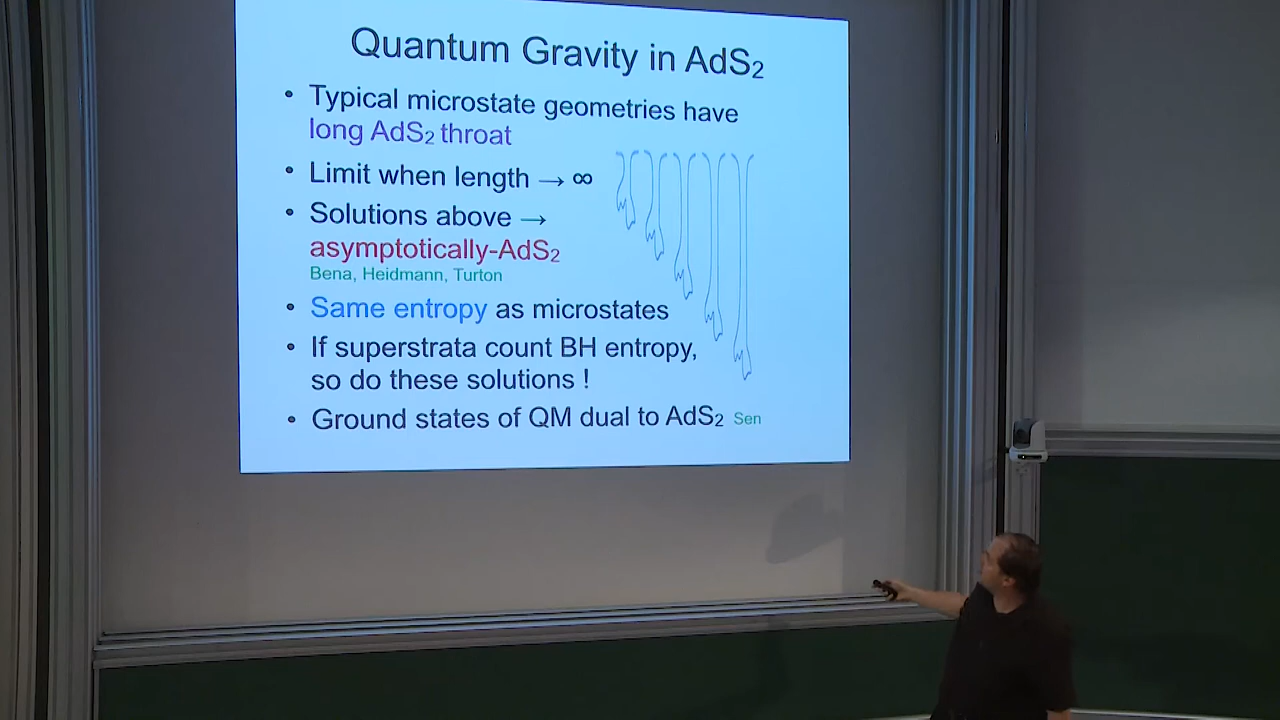 Quantum Gravity in AdS₂
• Typical microstate geometries have
long AdS₂ throat
• Limit when length → ∞
• Solutions above →
asymptotically-AdS₂
Bena, Heidmann, Turton
• Same entropy as microstates
• If superstrata count BH entropy,
so do these solutions !
• Ground states of QM dual to AdS₂ Sen